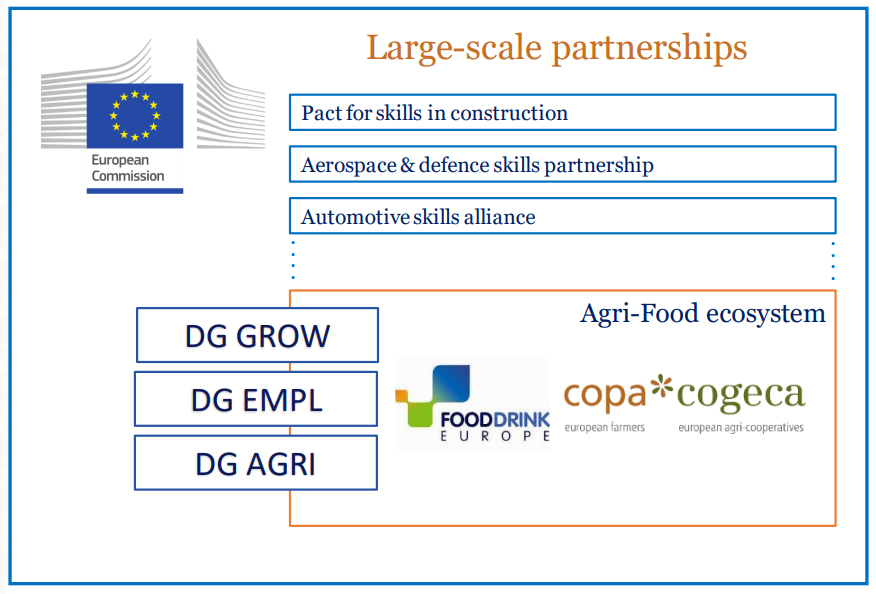 Large-scale partnerships
European
Commission
Pact for skills in construction
Aerospace & defence skills partnership
Automotive skills alliance
Agri-Food ecosystem
DG GROW
DG EMPL
DG AGRI
FOODDRINK
EUROPE
copa*cogeca
european farmers european agri-cooperatives